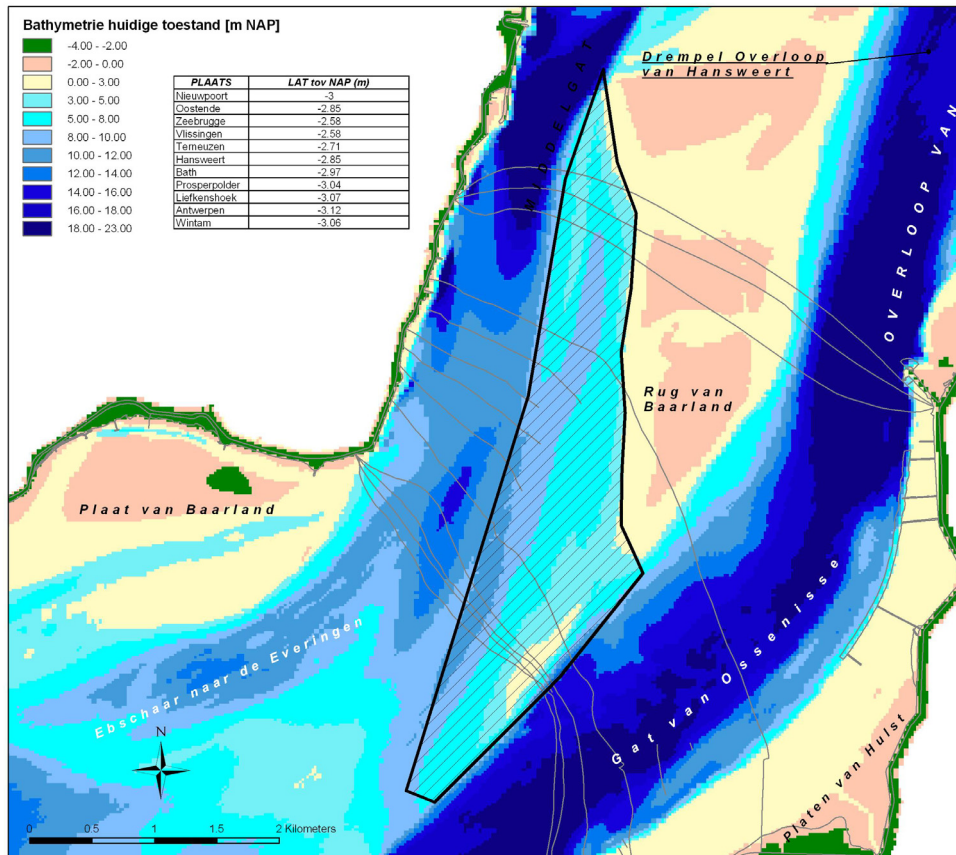 Bathymetrie huidige toestand [m NAP]
-4.00 - -2.00
-2.00 - 0.00
0.00 - 3.00
3.00 - 5.00
5.00 - 8.00
8.00 - 10.00
10.00 - 12.00
12.00 - 14.00
14.00 - 16.00
16.00 - 18.00
18.00 - 23.00
PLAATS LAT tov NAP (m)
Nieuwpoort -3
Oostende -2.85
Zeebrugge -2.58
Vlissingen -2.58
Terneuzen -2.71
Hansweert -2.85
Bath -2.97
Prosperpolder -3.04
Liefkenshoek -3.07
Antwerpen -3.12
Wintam -3.06
MIDDELGAT
Drempel Overloop
van Hansweert
OVERLOOP VAN
Rug van
Baarland
Plaat van Baarland
Ebschaar naar de Everingen
Gat van Ossenisse
Platen van Hulst
N
0 0.5 1 2 Kilometers